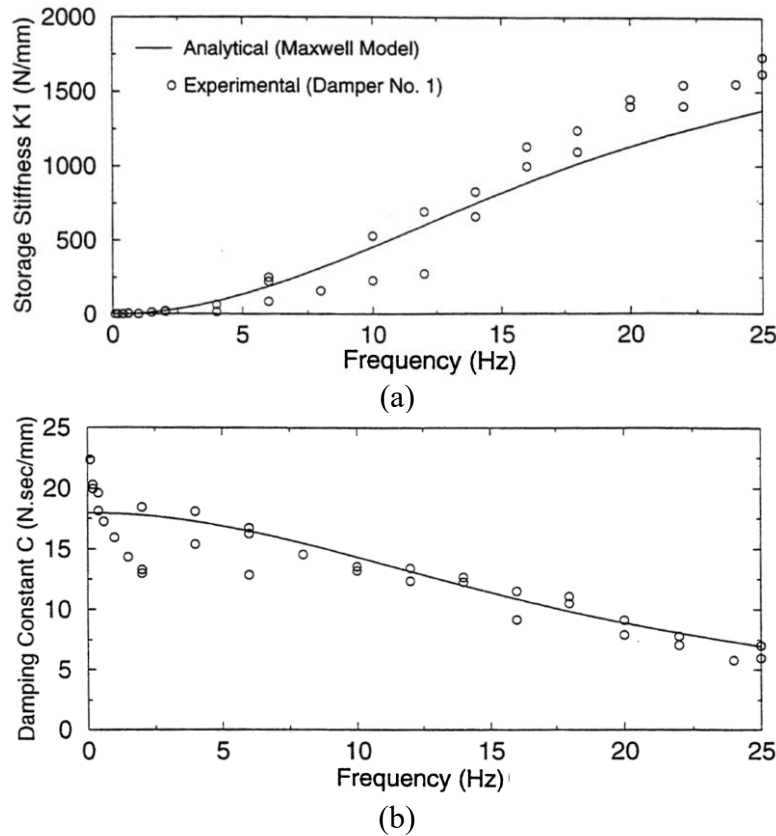 2000
1500
1000
500
0
Storage Stiffness K1 (N/mm)
Analytical (Maxwell Model)
Experimental (Damper No. 1)
0 5 10 15 20 25
Frequency (Hz)
(a)
25
20
15
10
5
0
Damping Constant C (N.sec/mm)
0 5 10 15 20 25
Frequency (Hz)
(b)